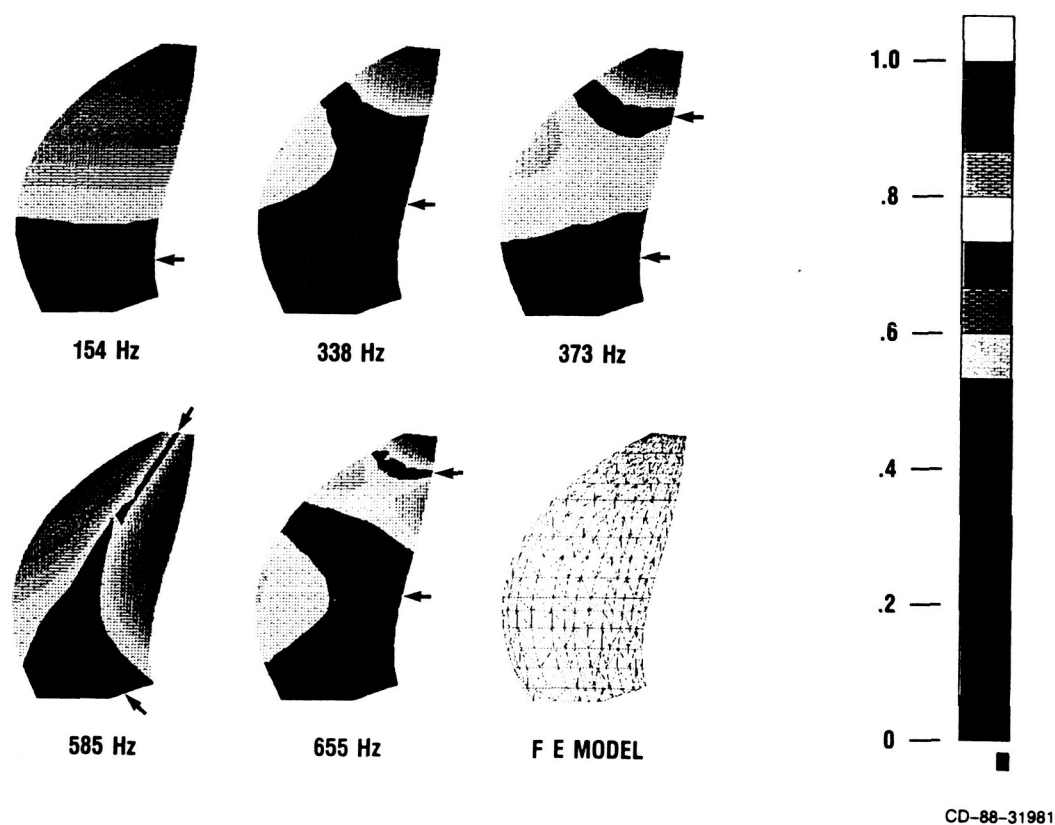 154 Hz
338 Hz
373 Hz
585 Hz
655 Hz
F E MODEL
1.0
.8
.6
.4
.2
0
CD-88-31981